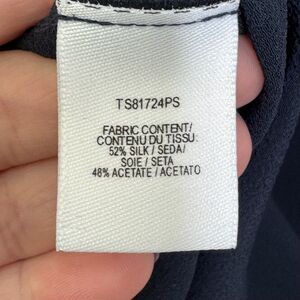 TS81724PS
FABRIC CONTENT/
CONTENU DU TISSU:
52% SILK / SEDA/
SOIE / SETA
48% ACETATE / ACETATO